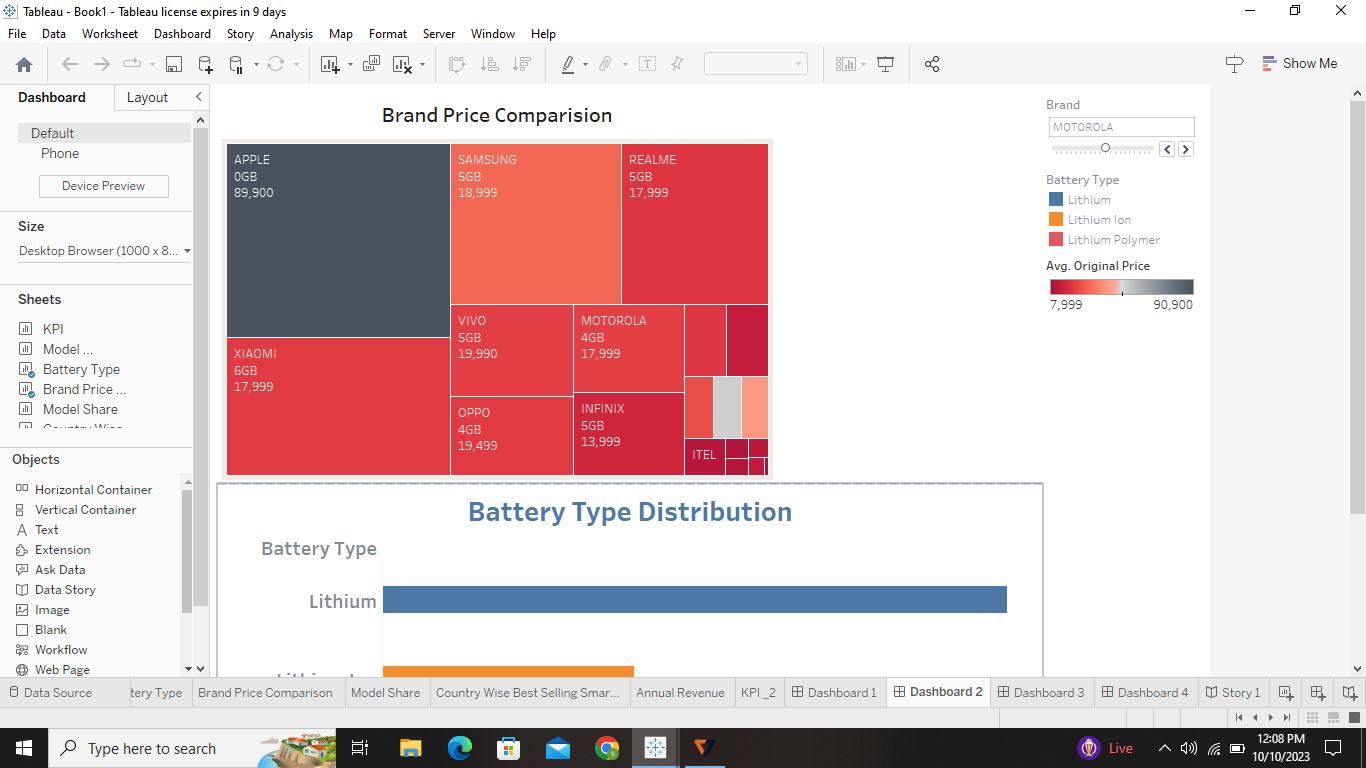 Tableau - Book1 - Tableau license expires in 9 days
File Data Worksheet Dashboard Story Analysis Map Format Server Window Help
Show Me
Dashboard Layout
Default
Phone
Device Preview
Size
Desktop Browser (1000 x 8...
Sheets
KPI
Model ...
Battery Type
Brand Price ...
Model Share
Objects
Horizontal Container
Vertical Container
Text
Extension
Ask Data
Data Story
Image
Blank
Workflow
Web Page
Brand Price Comparision
APPLE
0GB
89,900
SAMSUNG
5GB
18,999
REALME
5GB
17,999
XIAOMI
6GB
17,999
VIVO
5GB
19,990
MOTOROLA
4GB
17,999
OPPO
4GB
19,499
INFINIX
5GB
13,999
ITEL
Brand
MOTOROLA
Battery Type
Lithium
Lithium Ion
Lithium Polymer
Avg. Original Price
7,999 90,900
Battery Type Distribution
Battery Type
Lithium
Data Source tery Type Brand Price Comparison Model Share Country Wise Best Selling Smar... Annual Revenue KPI _2 Dashboard 1 Dashboard 2 Dashboard 3 Dashboard 4 Story 1
Type here to search
Live
12:08 PM
10/10/2023